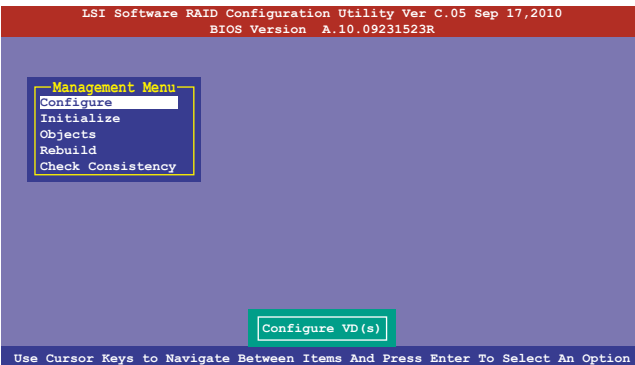 LSI Software RAID Configuration Utility Ver C.05 Sep 17,2010
BIOS Version A.10.09231523R
Management Menu
Configure
Initialize
Objects
Rebuild
Check Consistency
Configure VD(s)
Use Cursor Keys to Navigate Between Items And Press Enter To Select An Option